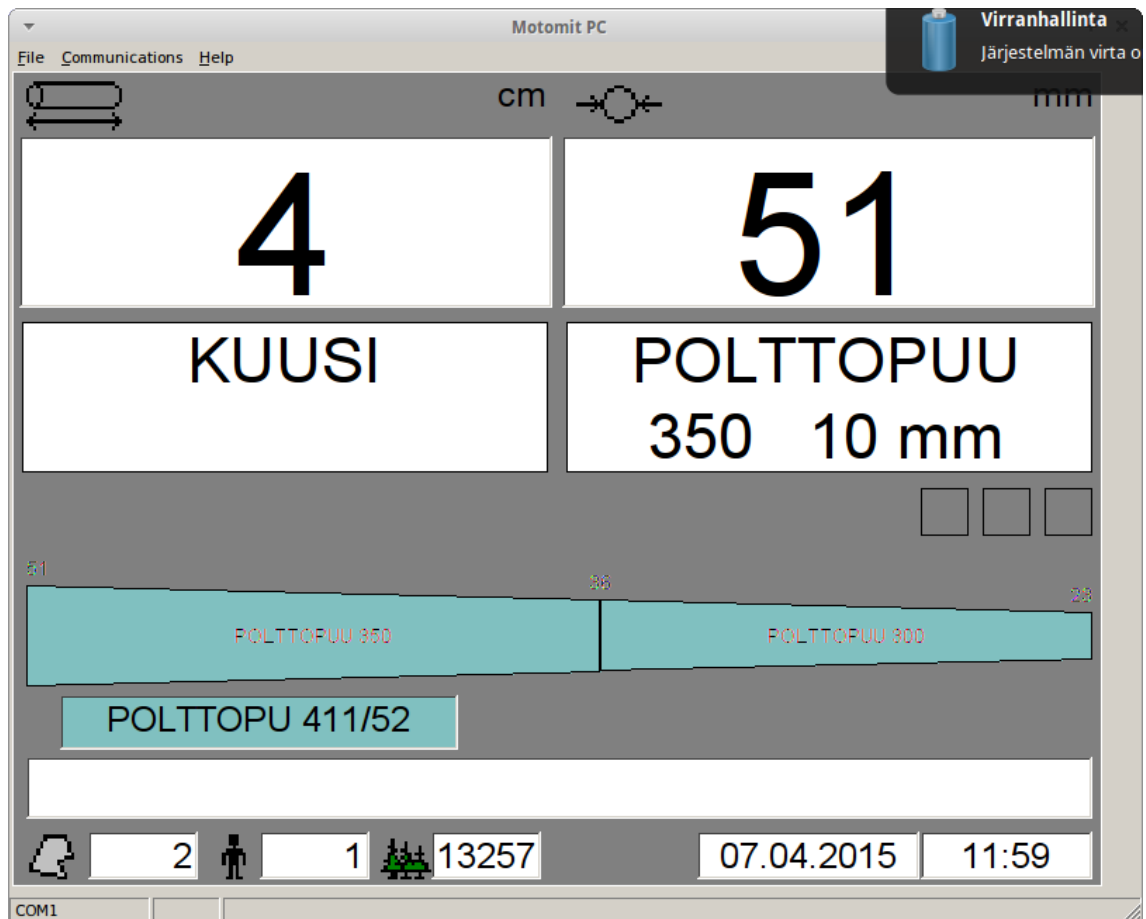 Motomit PC
Virranhallinta
Järjestelmän virta o
File Communications Help
cm mm
4 51
KUUSI POLTTOPUU
350 10 mm
51 36 23
POLTTOPUU 350 POLTTOPUU 300
POLTTOPU 411/52
2 1 13257 07.04.2015 11:59
COM1